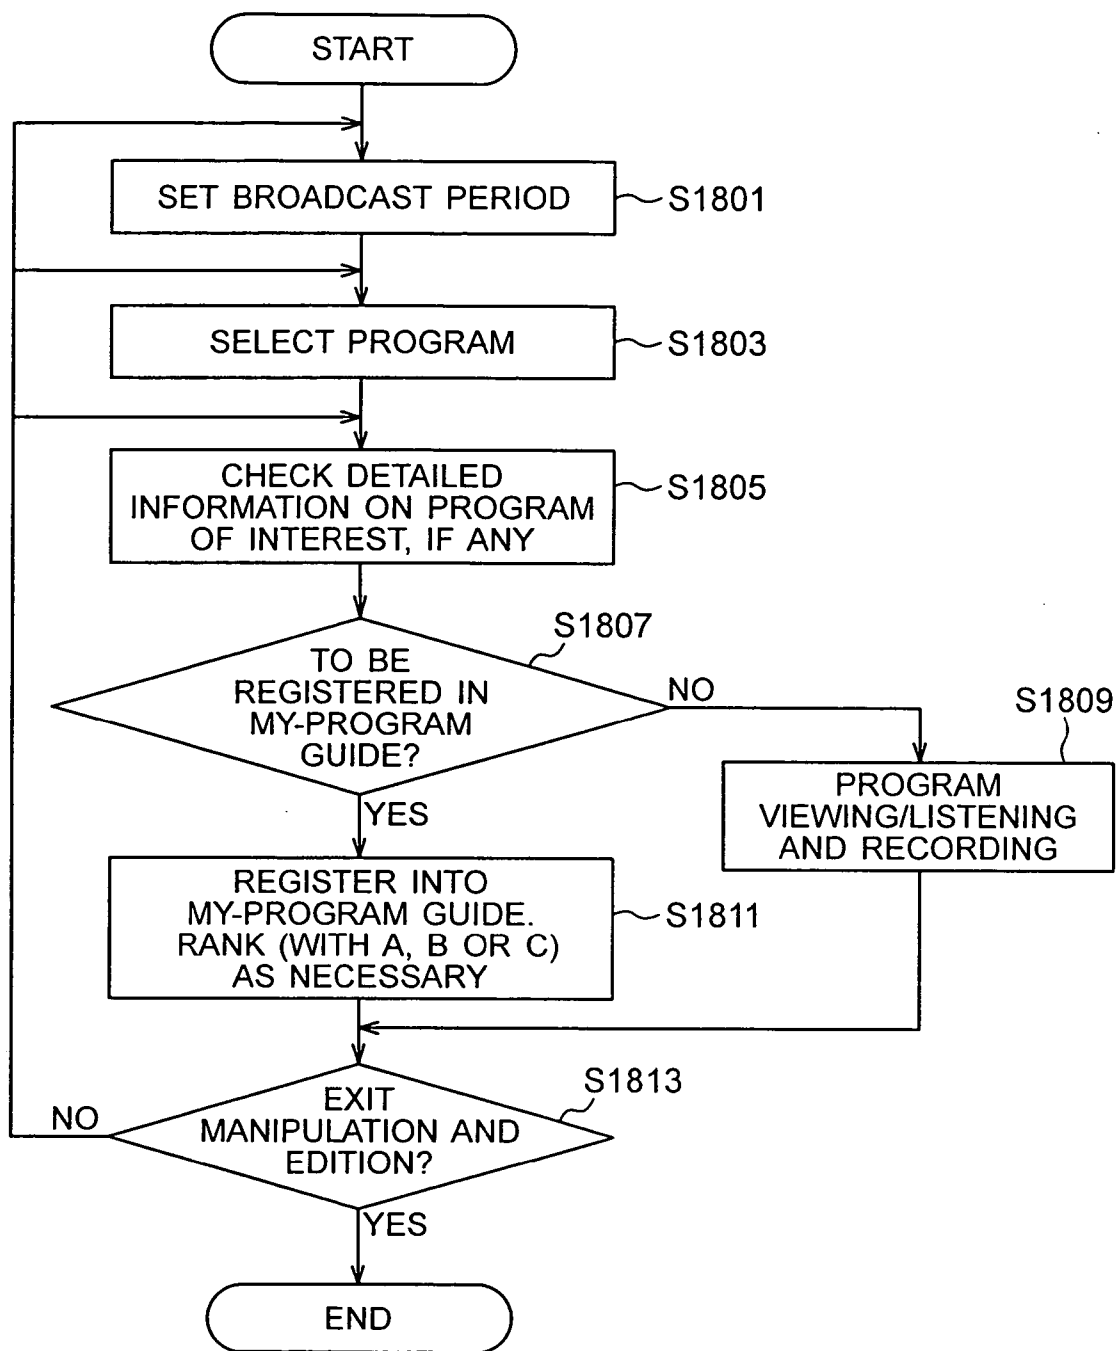 START
SET BROADCAST PERIOD
S1801
SELECT PROGRAM
S1803
CHECK DETAILED
INFORMATION ON PROGRAM
OF INTEREST, IF ANY
S1805
TO BE
REGISTERED IN
MY-PROGRAM
GUIDE?
S1807
NO
S1809
PROGRAM
VIEWING/LISTENING
AND RECORDING
YES
REGISTER INTO
MY-PROGRAM GUIDE.
RANK (WITH A, B OR C)
AS NECESSARY
S1811
EXIT
MANIPULATION AND
EDITION?
S1813
NO
YES
END